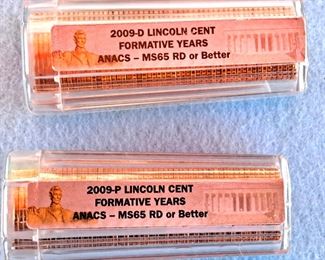 2009-D LINCOLN CENT
FORMATIVE YEARS
ANACS – MS65 RD or Better
2009-P LINCOLN CENT
FORMATIVE YEARS
ANACS – MS65 RD or Better